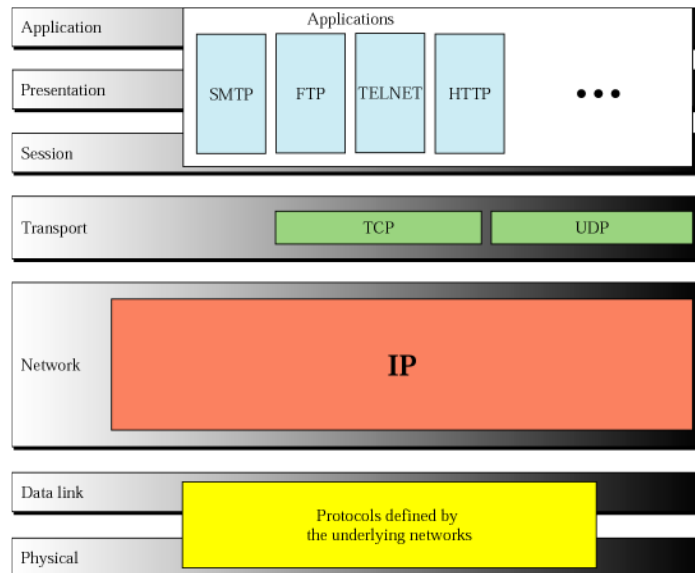 Application
Applications
Presentation
SMTP
FTP
TELNET
HTTP
Session
Transport
TCP
UDP
Network
IP
Data link
Protocols defined by
the underlying networks
Physical